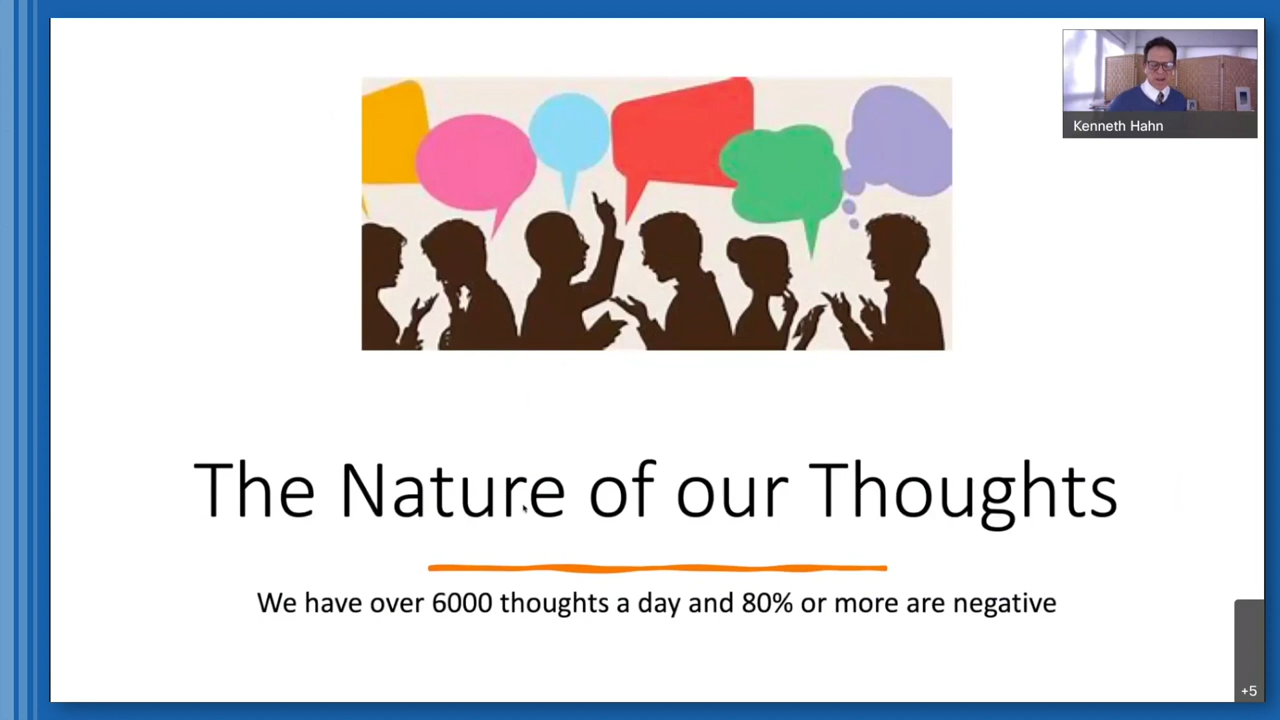 Kenneth Hahn
The Nature of our Thoughts
We have over 6000 thoughts a day and 80% or more are negative
+5